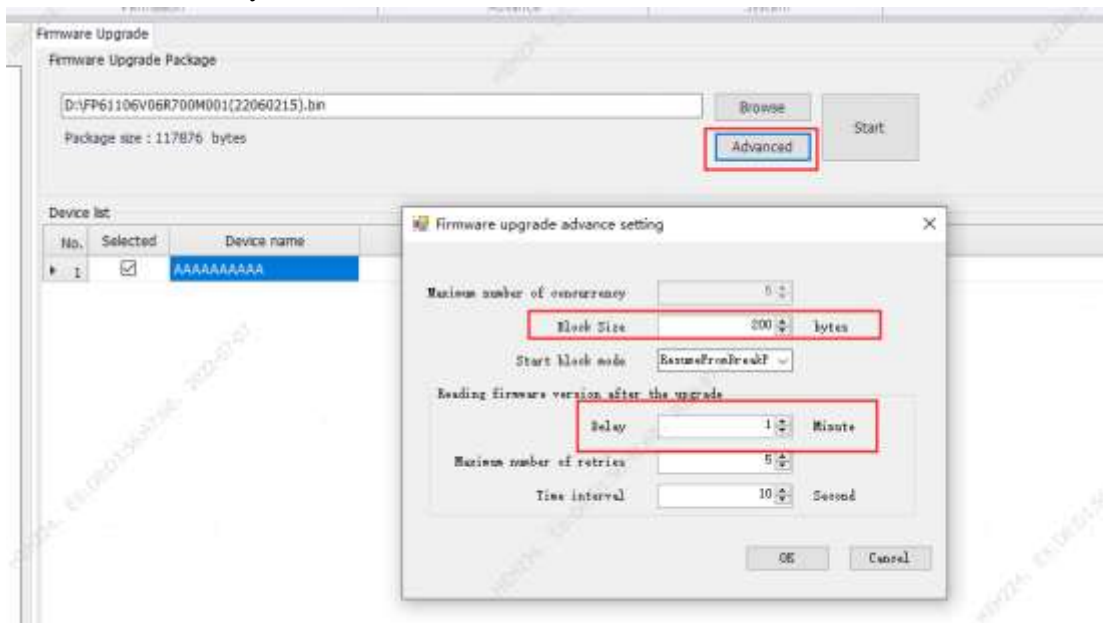 Firmware Upgrade
Firmware Upgrade Package
D:\FP61106V06R700M001(22060215).bin
Browse
Start
Package size : 117876 bytes
Advanced
Device list
No. Selected Device name
1 AAAAAAAAAA
Firmware upgrade advance setting
Maximum number of concurrency 5
Block Size 200 bytes
Start block mode ResumeFromBreakP
Reading firmware version after the upgrade
Delay 1 Minute
Maximum number of retries 5
Time interval 10 Second
OK Cancel